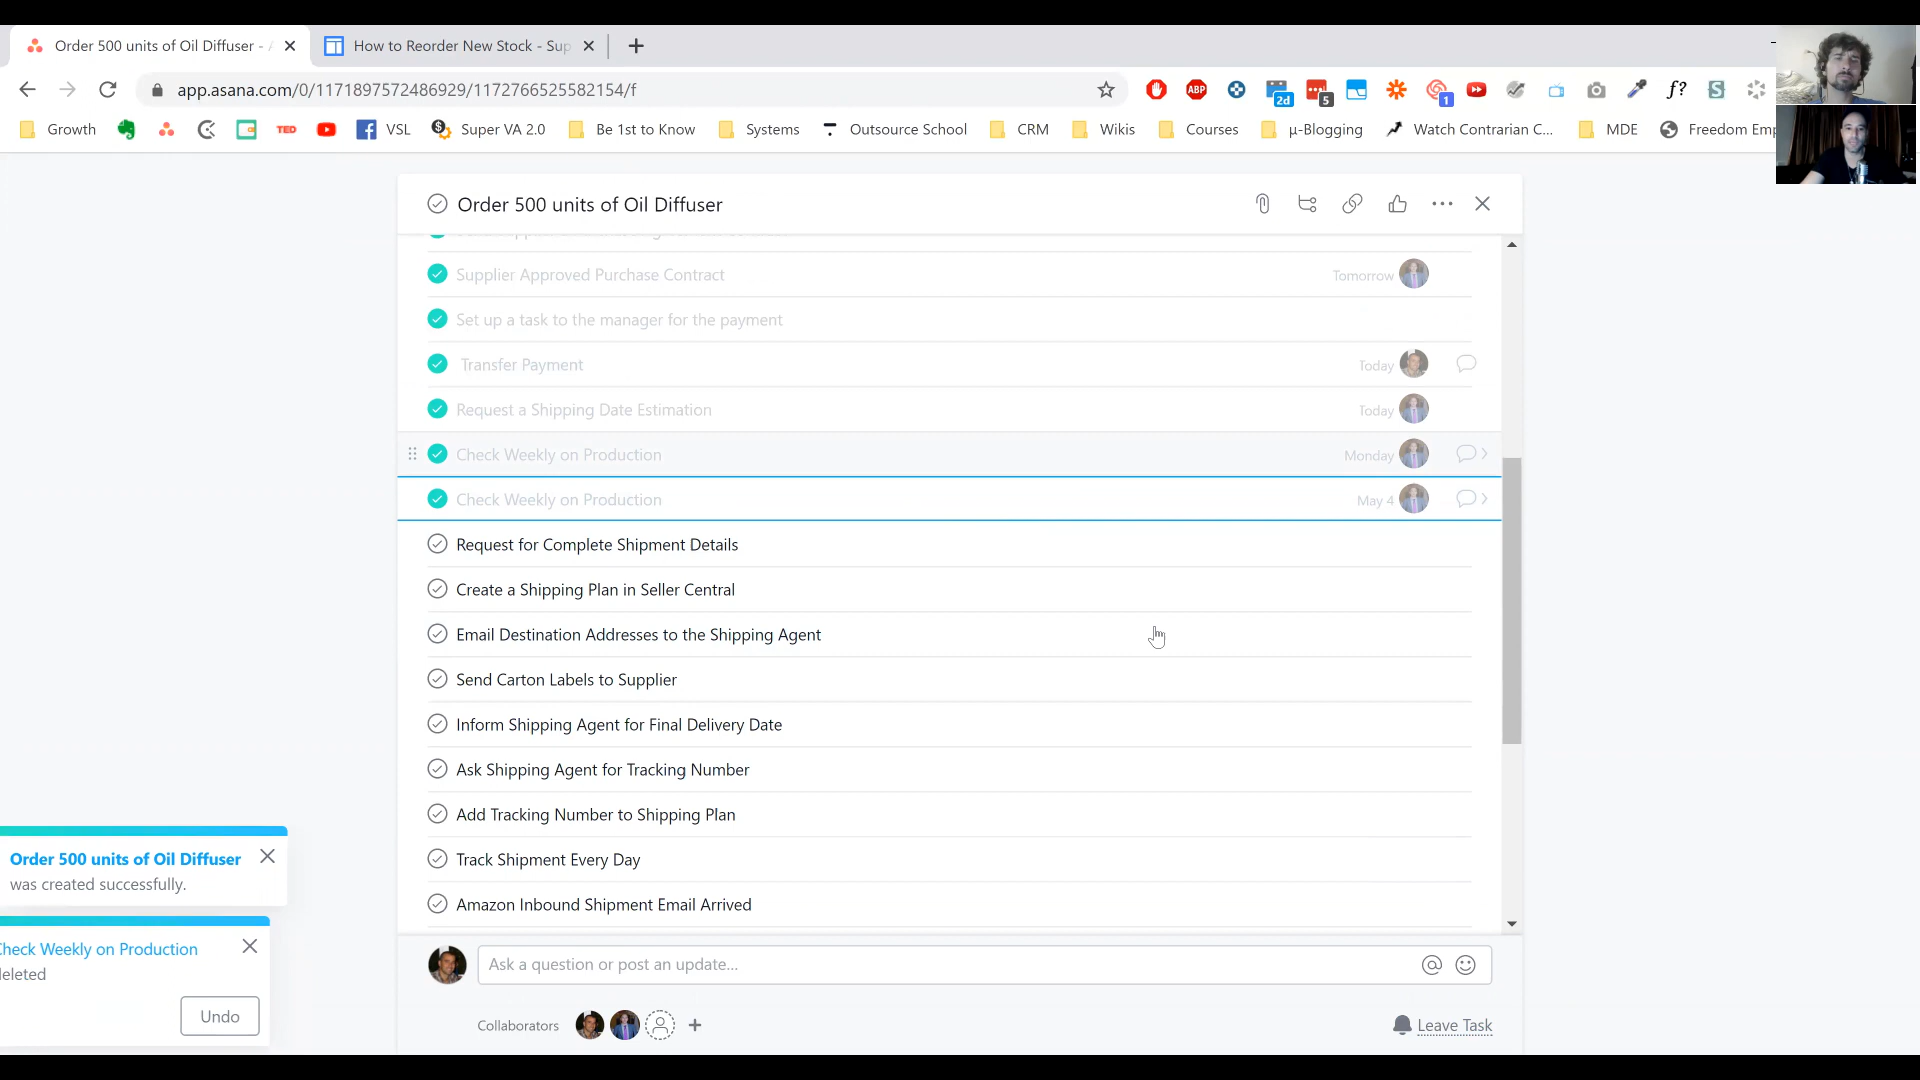 Order 500 units of Oil Diffuser - A
How to Reorder New Stock - Sup
app.asana.com/0/1171897572486929/1172766525582154/f
ABP
2d
5
1
f?
Growth
TED
VSL
Super VA 2.0
Be 1st to Know
Systems
Outsource School
CRM
Wikis
Courses
µ-Blogging
Watch Contrarian C...
MDE
Freedom Emp
Order 500 units of Oil Diffuser
Supplier Approved Purchase Contract Tomorrow
Set up a task to the manager for the payment
Transfer Payment Today
Request a Shipping Date Estimation Today
Check Weekly on Production Monday
Check Weekly on Production May 4
Request for Complete Shipment Details
Create a Shipping Plan in Seller Central
Email Destination Addresses to the Shipping Agent
Send Carton Labels to Supplier
Inform Shipping Agent for Final Delivery Date
Ask Shipping Agent for Tracking Number
Add Tracking Number to Shipping Plan
Track Shipment Every Day
Amazon Inbound Shipment Email Arrived
Order 500 units of Oil Diffuser
was created successfully.
heck Weekly on Production
eleted
Undo
Ask a question or post an update...
Collaborators
Leave Task